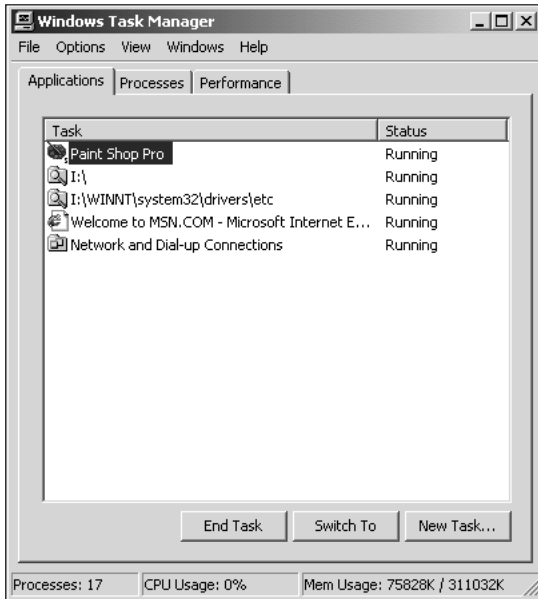 Windows Task Manager
File Options View Windows Help
Applications Processes Performance
Task Status
Paint Shop Pro Running
I:\ Running
I:\WINNT\system32\drivers\etc Running
Welcome to MSN.COM - Microsoft Internet E... Running
Network and Dial-up Connections Running
End Task Switch To New Task...
Processes: 17 CPU Usage: 0% Mem Usage: 75828K / 311032K